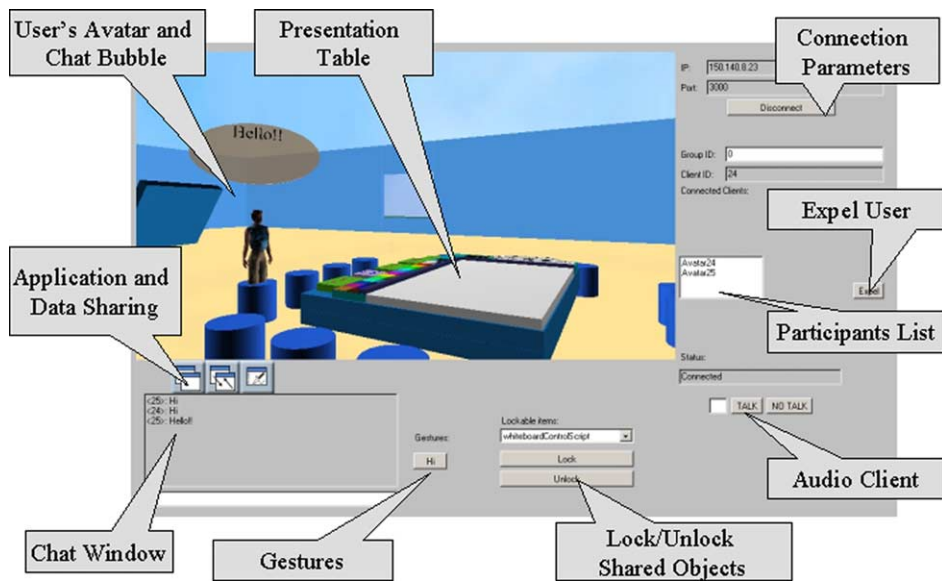 User's Avatar and
Chat Bubble
Presentation
Table
Connection
Parameters
IP:
150.140.8.23
Port:
3000
Disconnect
Hello!!
Group ID:
0
Client ID:
24
Connected Clients:
Expel User
Avatar24
Avatar25
Expel
Application and
Data Sharing
Participants List
Status:
Connected
<25>: Hi
<24>: Hi
<25>: Hello!!
TALK
NO TALK
Lockable items:
whiteboardControlScript
Gestures:
Hi
Lock
Unlock
Audio Client
Chat Window
Gestures
Lock/Unlock
Shared Objects